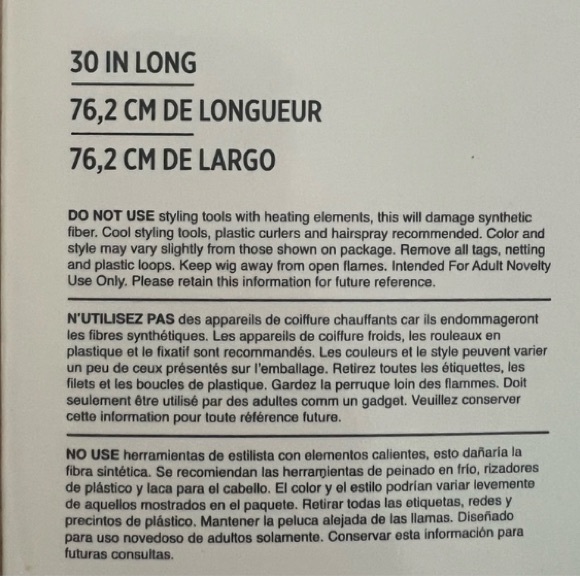 30 IN LONG
76,2 CM DE LONGUEUR
76,2 CM DE LARGO
DO NOT USE styling tools with heating elements, this will damage synthetic
fiber. Cool styling tools, plastic curlers and hairspray recommended. Color and
style may vary slightly from those shown on package. Remove all tags, netting
and plastic loops. Keep wig away from open flames. Intended For Adult Novelty
Use Only. Please retain this information for future reference.
N'UTILISEZ PAS des appareils de coiffure chauffants car ils endommageront
les fibres synthétiques. Les appareils de coiffure froids, les rouleaux en
plastique et le fixatif sont recommandés. Les couleurs et le style peuvent varier
un peu de ceux présentés sur l'emballage. Retirez toutes les étiquettes, les
filets et les boucles de plastique. Gardez la perruque loin des flammes. Doit
seulement être utilisé par des adultes comm un gadget. Veuillez conserver
cette information pour toute référence future.
NO USE herramientas de estilista con elementos calientes, esto dañaría la
fibra sintética. Se recomiendan las herramientas de peinado en frío, rizadores
de plástico y laca para el cabello. El color y el estilo podrían variar levemente
de aquellos mostrados en el paquete. Retirar todas las etiquetas, redes y
precintos de plástico. Mantener la peluca alejada de las llamas. Diseñado
para uso novedoso de adultos solamente. Conservar esta información para
futuras consultas.